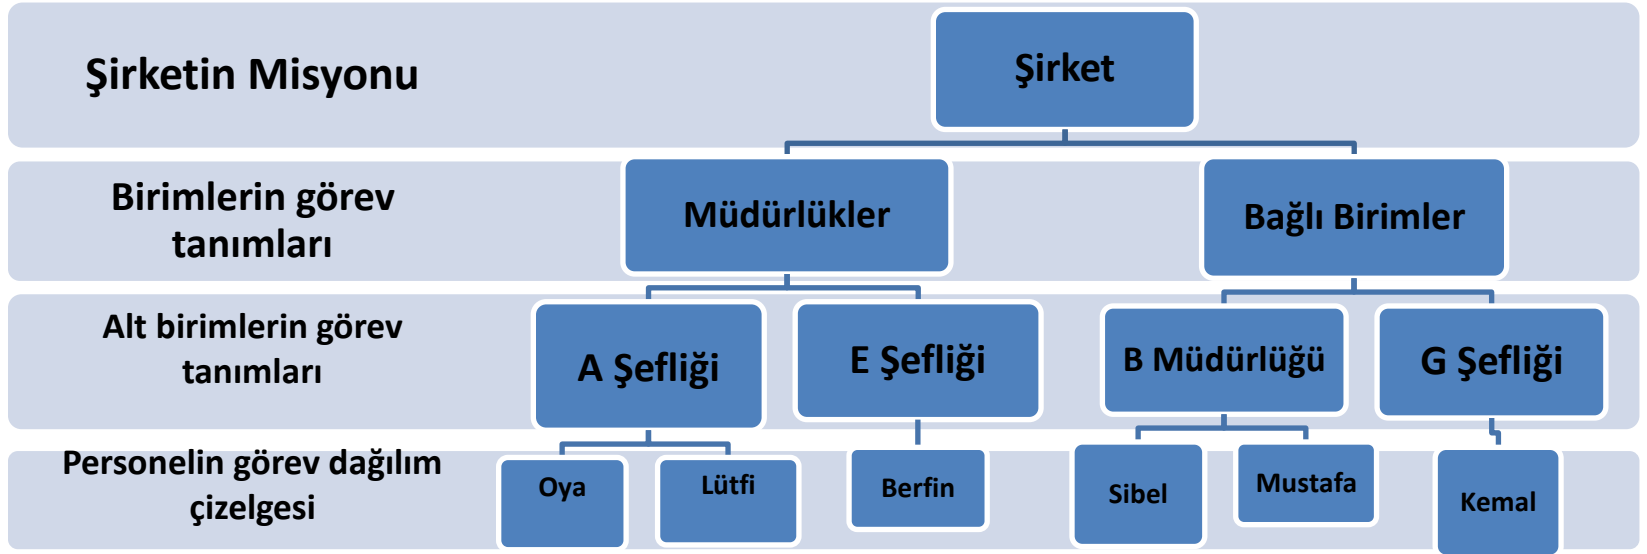 Şirketin Misyonu
Şirket
Birimlerin görev
tanımları
Müdürlükler
Bağlı Birimler
Alt birimlerin görev
tanımları
A Şefliği
E Şefliği
B Müdürlüğü
G Şefliği
Personelin görev dağılım
çizelgesi
Oya
Lütfi
Berfin
Sibel
Mustafa
Kemal